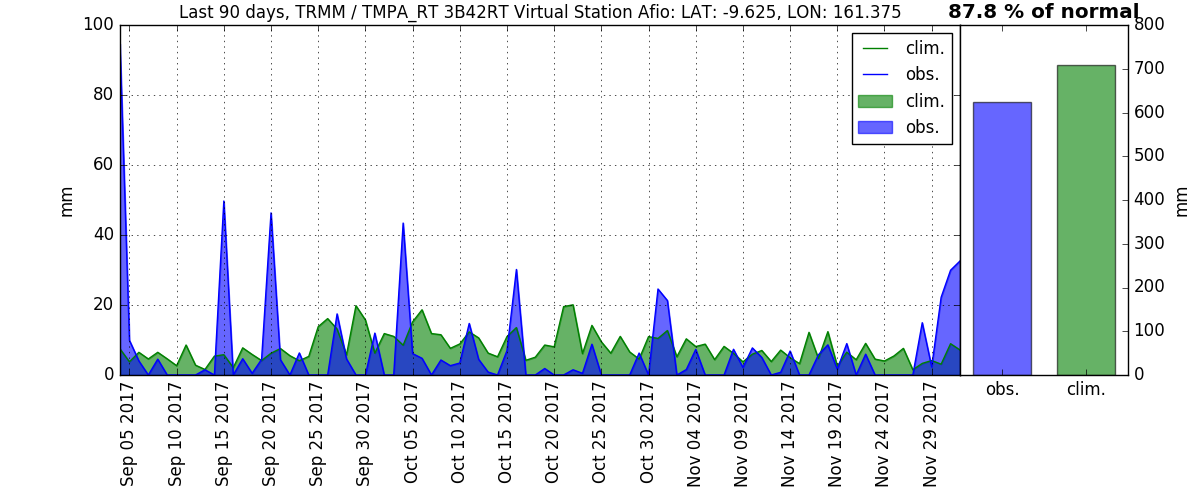 Last 90 days, TRMM / TMPA_RT 3B42RT Virtual Station Afio: LAT: -9.625, LON: 161.375
87.8 % of normal
mm
100
80
60
40
20
0
clim.
obs.
clim.
obs.
Sep 05 2017
Sep 10 2017
Sep 15 2017
Sep 20 2017
Sep 25 2017
Sep 30 2017
Oct 05 2017
Oct 10 2017
Oct 15 2017
Oct 20 2017
Oct 25 2017
Oct 30 2017
Nov 04 2017
Nov 09 2017
Nov 14 2017
Nov 19 2017
Nov 24 2017
Nov 29 2017
800
700
600
500
400
300
200
100
0
mm
obs.
clim.